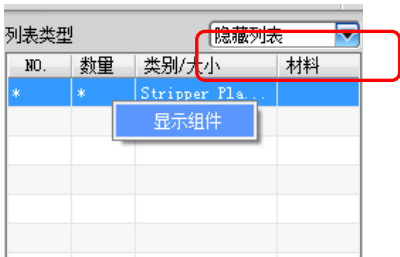 列表类型 隐藏列表
NO. 数量 类别/大小 材料
* * Stripper Pla...
显示组件